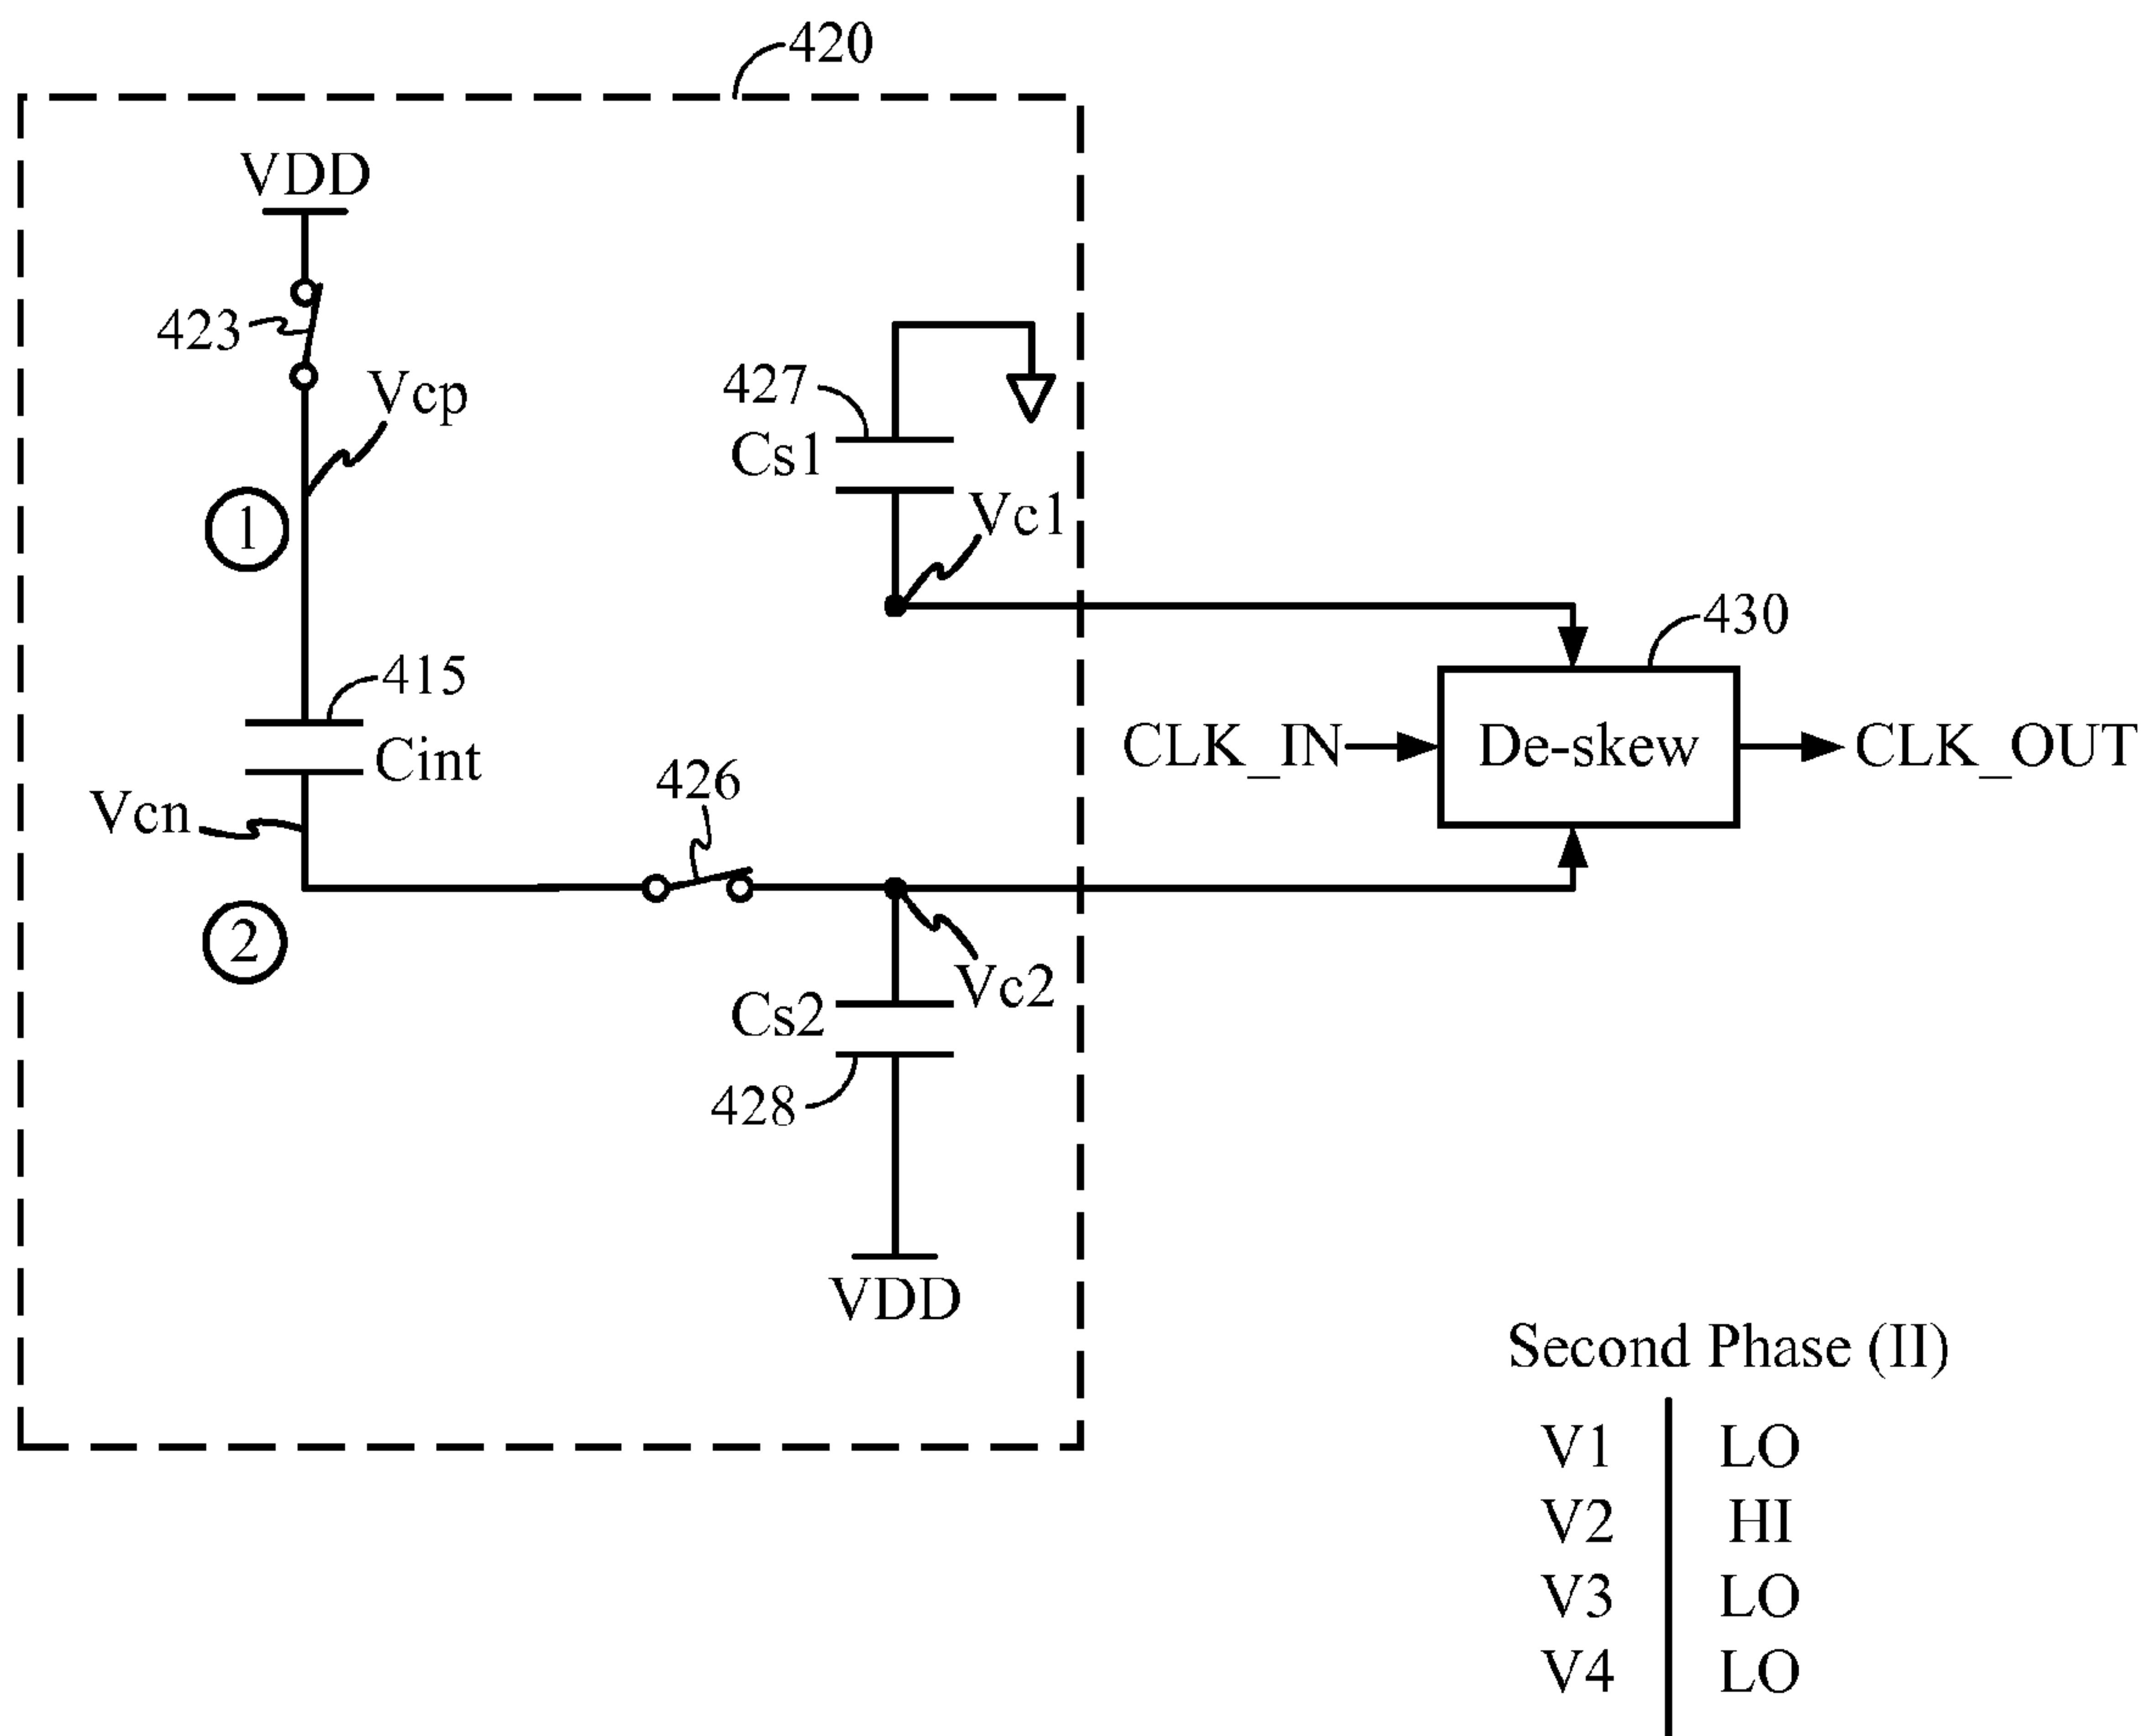 420
VDD
423
Vcp
427
Cs1
Vc1
1
430
415
CLK_IN
De-skew
CLK_OUT
Cint
426
Vcn
2
Vc2
Cs2
428
VDD
Second Phase (II)
V1 LO
V2 HI
V3 LO
V4 LO